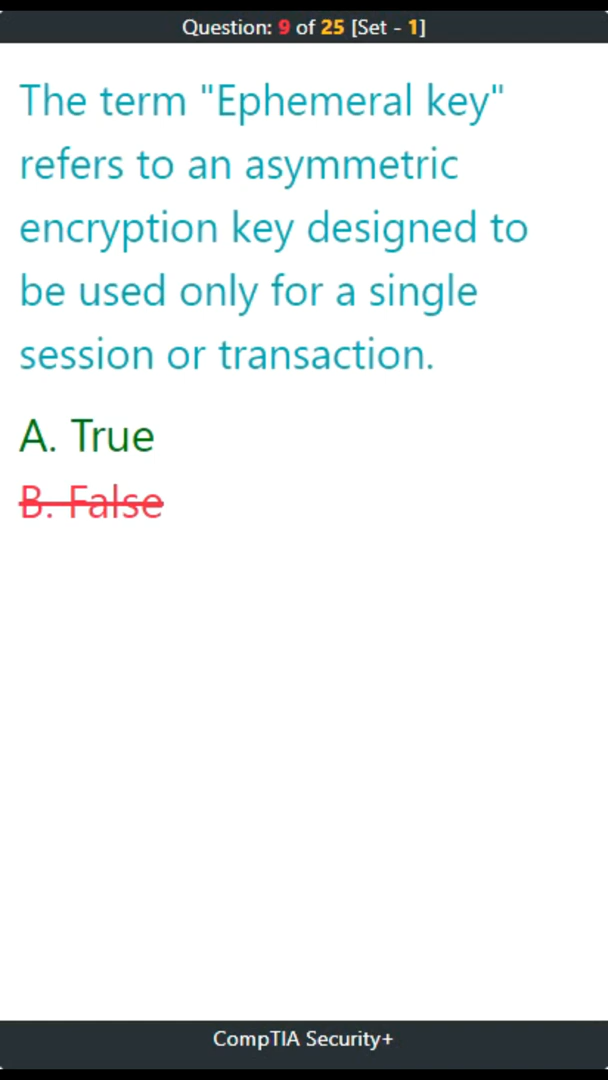 Question: 9 of 25 [Set - 1]
The term "Ephemeral key"
refers to an asymmetric
encryption key designed to
be used only for a single
session or transaction.
A. True
B. False
CompTIA Security+